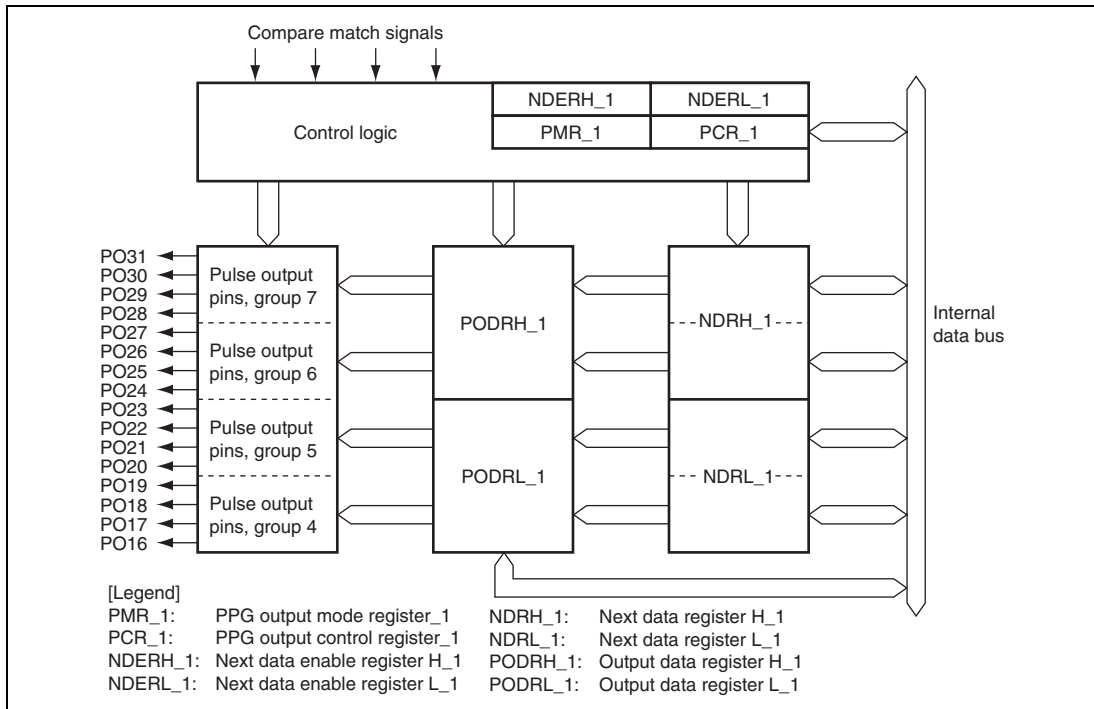 Compare match signals
NDERH_1
NDERL_1
Control logic
PMR_1
PCR_1
PO31
PO30
PO29
PO28
PO27
PO26
PO25
PO24
PO23
PO22
PO21
PO20
PO19
PO18
PO17
PO16
Pulse output
pins, group 7
Pulse output
pins, group 6
Pulse output
pins, group 5
Pulse output
pins, group 4
PODRH_1
PODRL_1
NDRH_1
NDRL_1
Internal
data bus
[Legend]
PMR_1: PPG output mode register_1
PCR_1: PPG output control register_1
NDERH_1: Next data enable register H_1
NDERL_1: Next data enable register L_1
NDRH_1: Next data register H_1
NDRL_1: Next data register L_1
PODRH_1: Output data register H_1
PODRL_1: Output data register L_1